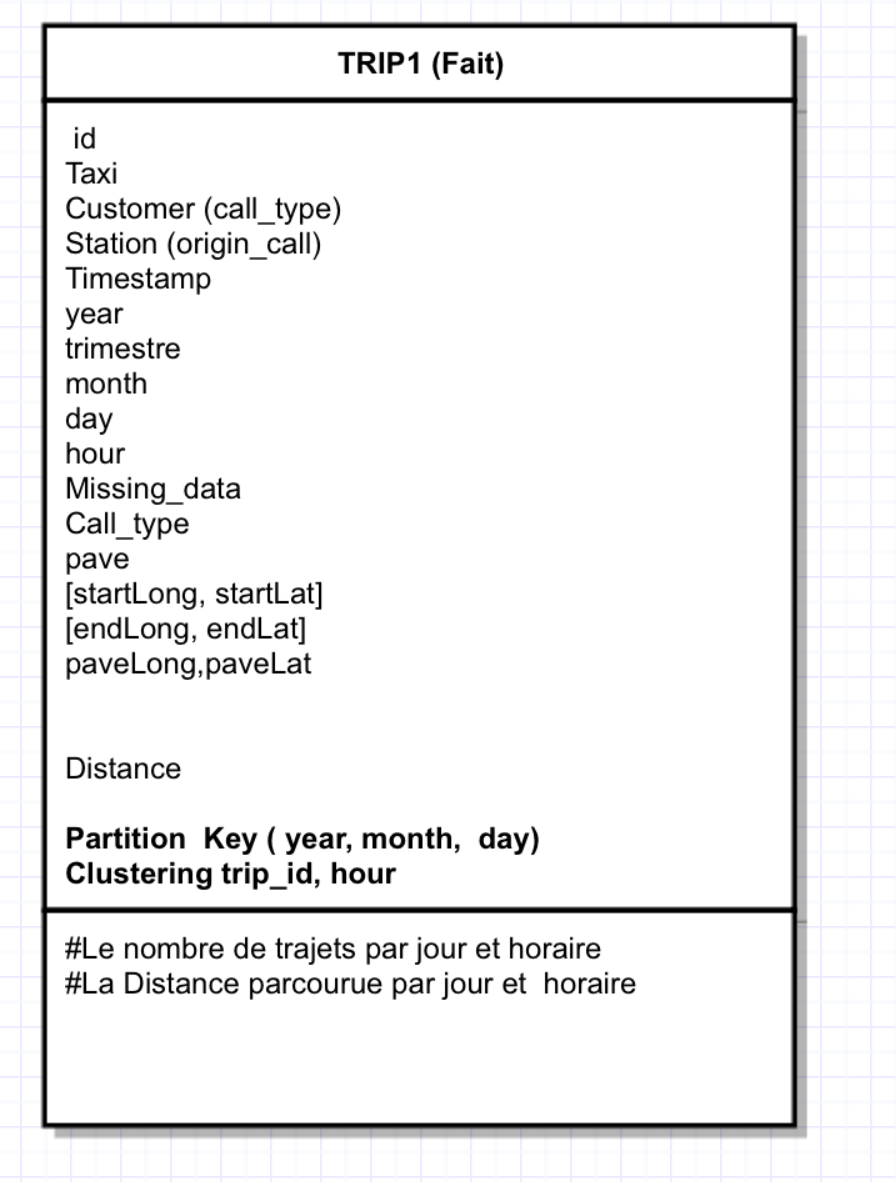 TRIP1 (Fait)
id
Taxi
Customer (call_type)
Station (origin_call)
Timestamp
year
trimestre
month
day
hour
Missing_data
Call_type
pave
[startLong, startLat]
[endLong, endLat]
paveLong,paveLat
Distance
Partition  Key ( year, month,  day)
Clustering trip_id, hour
#Le nombre de trajets par jour et horaire
#La Distance parcourue par jour et  horaire